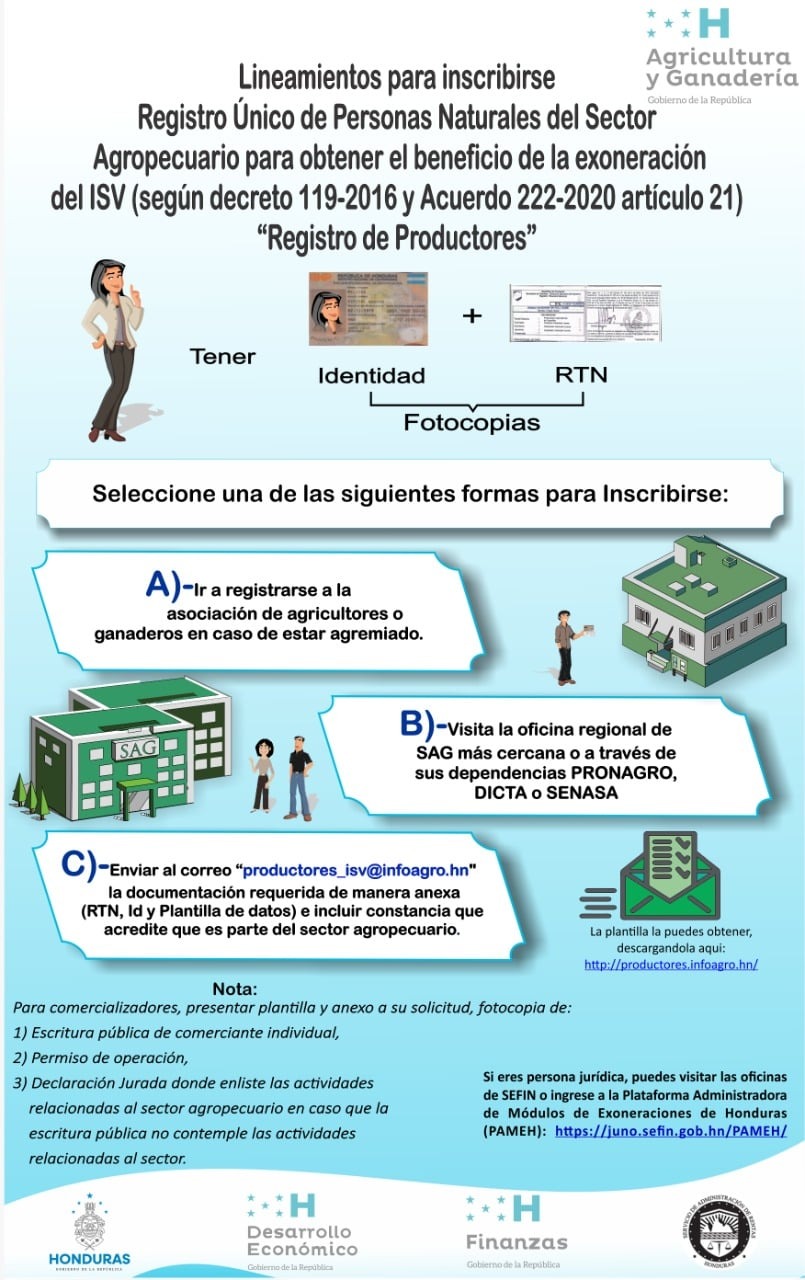 H
Agricultura
y Ganadería
Gobierno de la República
Lineamientos para inscribirse
Registro Único de Personas Naturales del Sector
Agropecuario para obtener el beneficio de la exoneración
del ISV (según decreto 119-2016 y Acuerdo 222-2020 artículo 21)
“Registro de Productores”
REPUBLICA DE HONDURAS
Tener
+
Identidad
RTN
Fotocopias
Seleccione una de las siguientes formas para Inscribirse:
A)-Ir a registrarse a la
asociación de agricultores o
ganaderos en caso de estar agremiado.
SAG
B)-Visita la oficina regional de
SAG más cercana o a través de
sus dependencias PRONAGRO,
DICTA o SENASA
C)-Enviar al correo “productores_isv@infoagro.hn"
la documentación requerida de manera anexa
(RTN, Id y Plantilla de datos) e incluir constancia que
acredite que es parte del sector agropecuario.
La plantilla la puedes obtener,
descargandola aqui:
http://productores.infoagro.hn/
Nota:
Para comercializadores, presentar plantilla y anexo a su solicitud, fotocopia de:
1) Escritura pública de comerciante individual,
2) Permiso de operación,
3) Declaración Jurada donde enliste las actividades
relacionadas al sector agropecuario en caso que la
escritura pública no contemple las actividades
relacionadas al sector.
Si eres persona jurídica, puedes visitar las oficinas
de SEFIN o ingrese a la Plataforma Administradora
de Módulos de Exoneraciones de Honduras
(PAMEH): https://juno.sefin.gob.hn/PAMEH/
HONDURAS
GOBIERNO DE LA REPÚBLICA
H
Desarrollo
Económico
Gobierno de la República
H
Finanzas
Gobierno de la República
SERVICIO DE ADMINISTRACIÓN DE RENTAS
HONDURAS